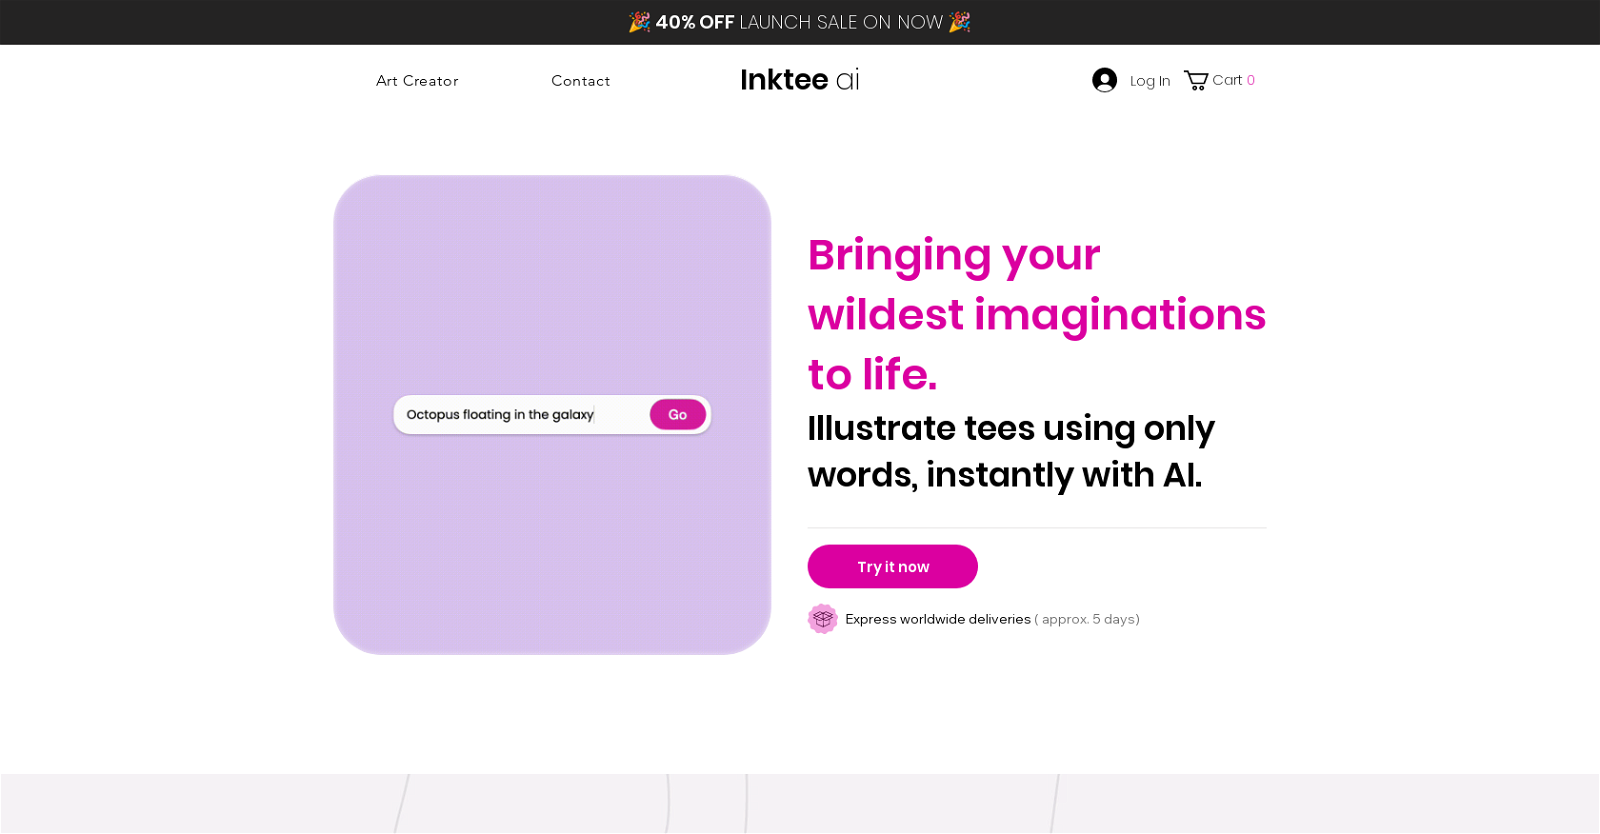 🎉 40% OFF LAUNCH SALE ON NOW 🎉
Art Creator
Contact
Inktee ai
Log In
Cart 0
Octopus floating in the galaxy
Go
Bringing your
wildest imaginations
to life.
Illustrate tees using only
words, instantly with AI.
Try it now
Express worldwide deliveries ( approx. 5 days)